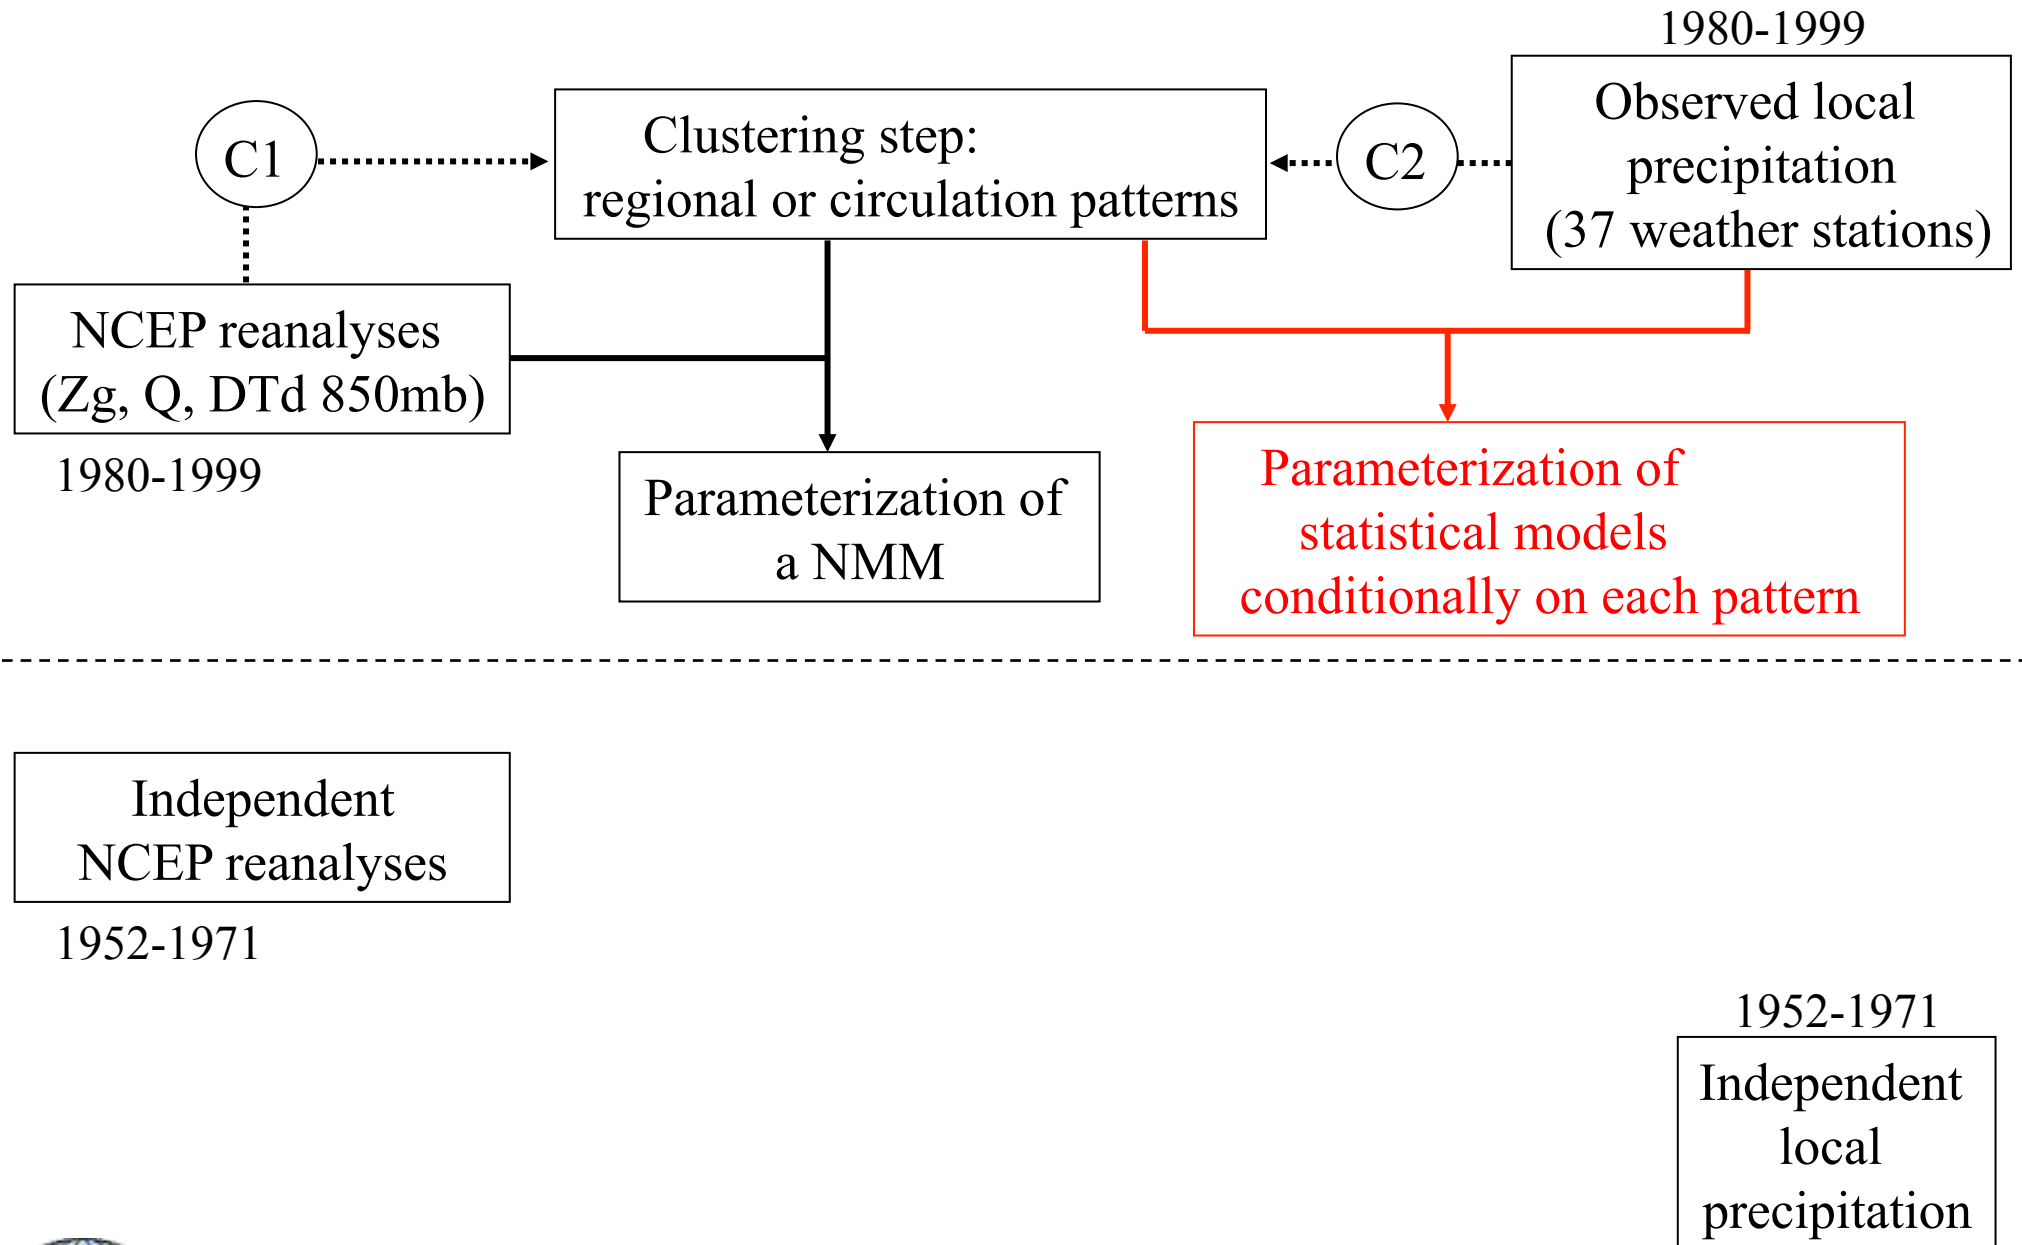 1980-1999
Observed local
precipitation
(37 weather stations)
C1
Clustering step:
regional or circulation patterns
C2
NCEP reanalyses
(Zg, Q, DTd 850mb)
1980-1999
Parameterization of
a NMM
Parameterization of
statistical models
conditionally on each pattern
Independent
NCEP reanalyses
1952-1971
1952-1971
Independent
local
precipitation